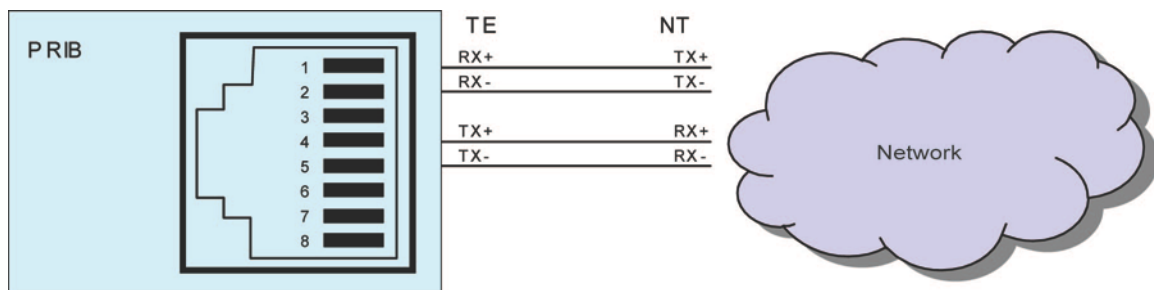 TE NT
PRIB
1 RX+ TX+
2 RX- TX-
3
4 TX+ RX+
5 TX- RX-
6
7
8
Network